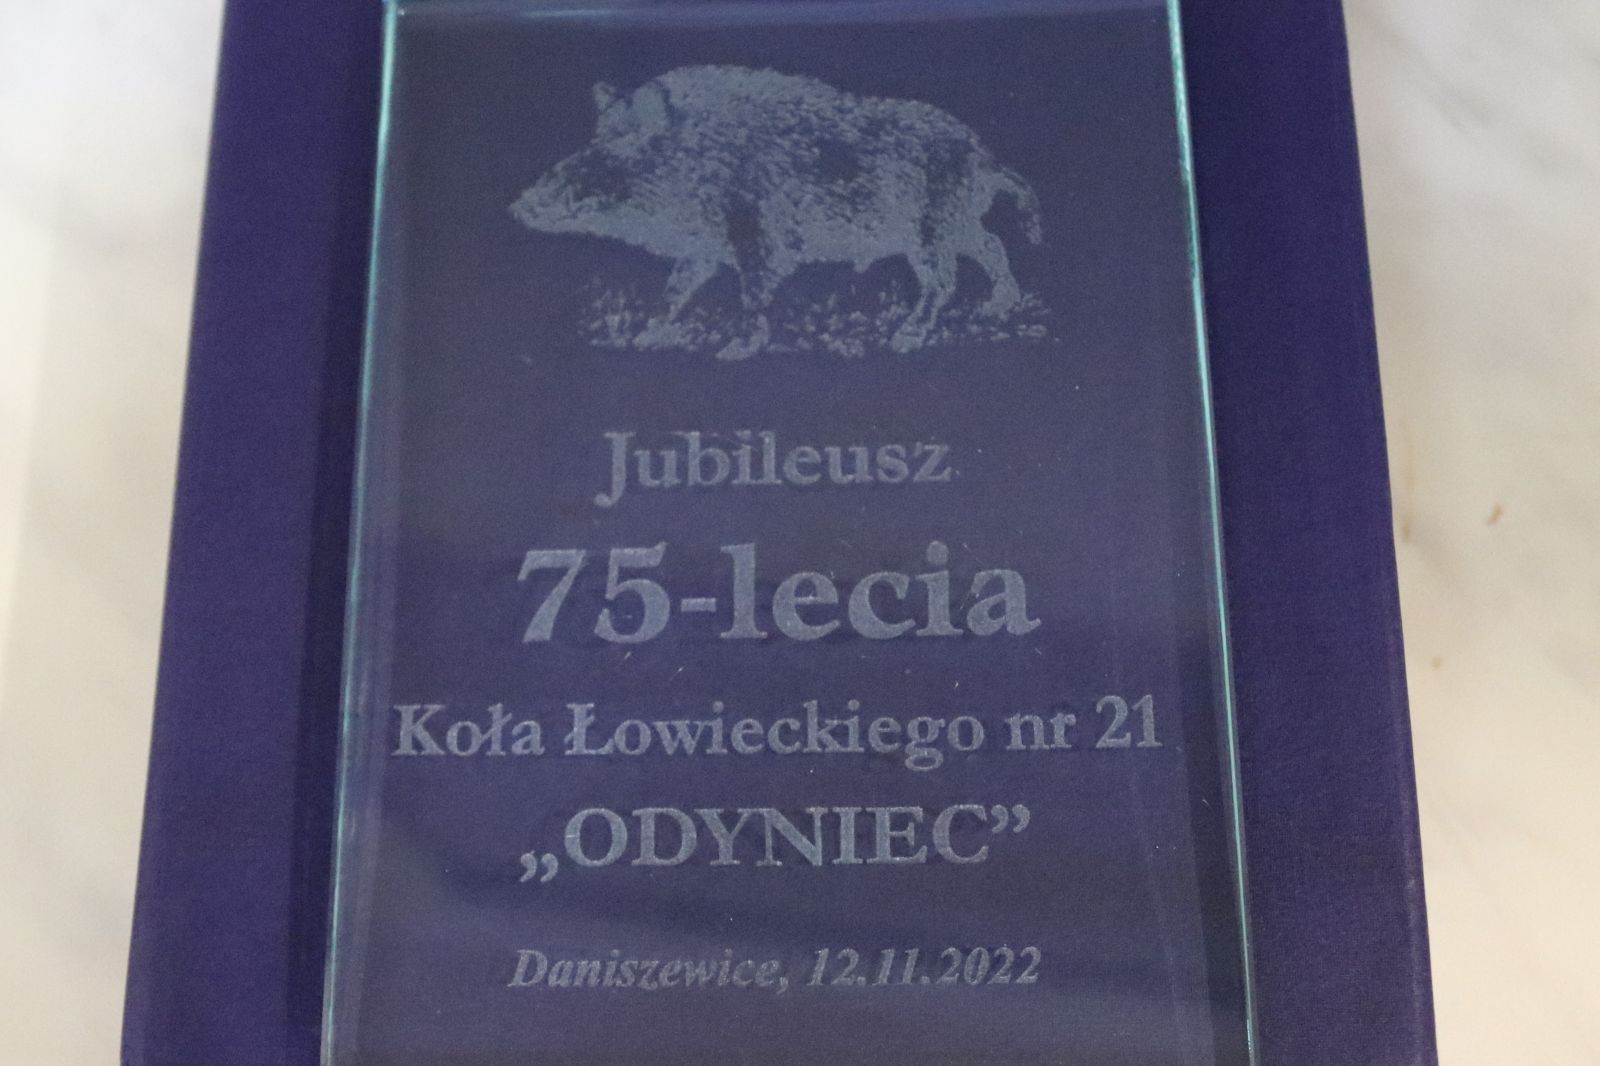 Jubileusz
75-lecia
Koła Łowieckiego nr 21
„ODYNIEC”
Daniszewice, 12.11.2022